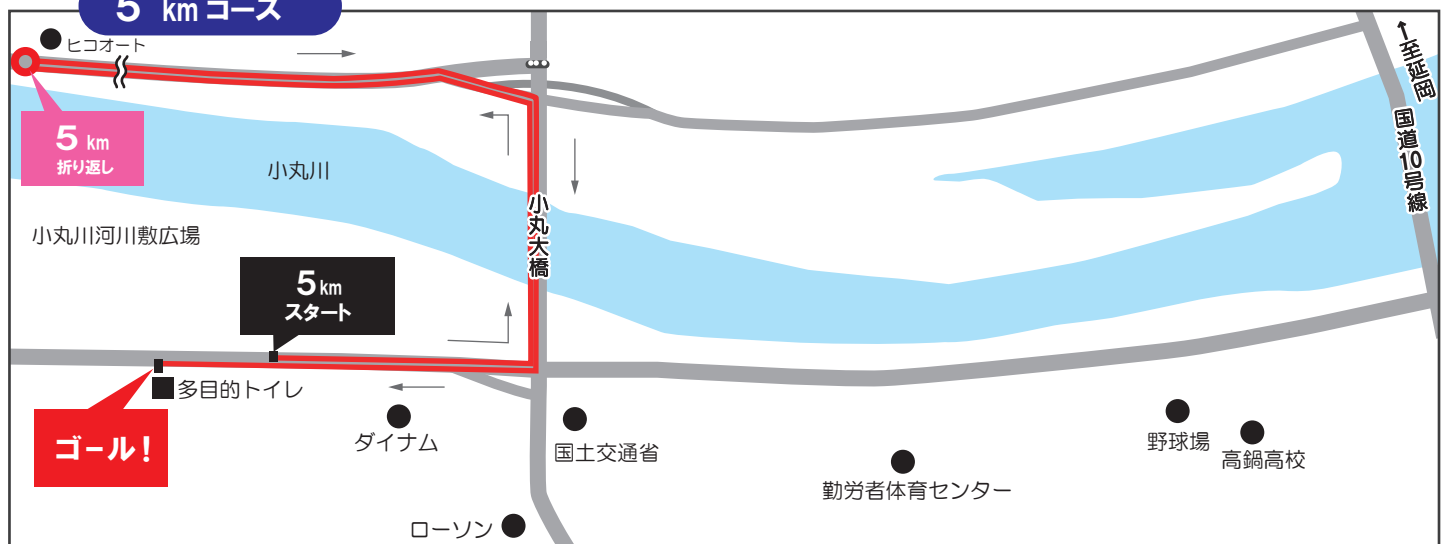 5 km コース
ヒコオート
←至延岡
国道10号線
5 km
折り返し
小丸川
小丸大橋
小丸川河川敷広場
5 km
スタート
多目的トイレ
ゴール!
ダイナム
国土交通省
野球場
高鍋高校
勤労者体育センター
ローソン